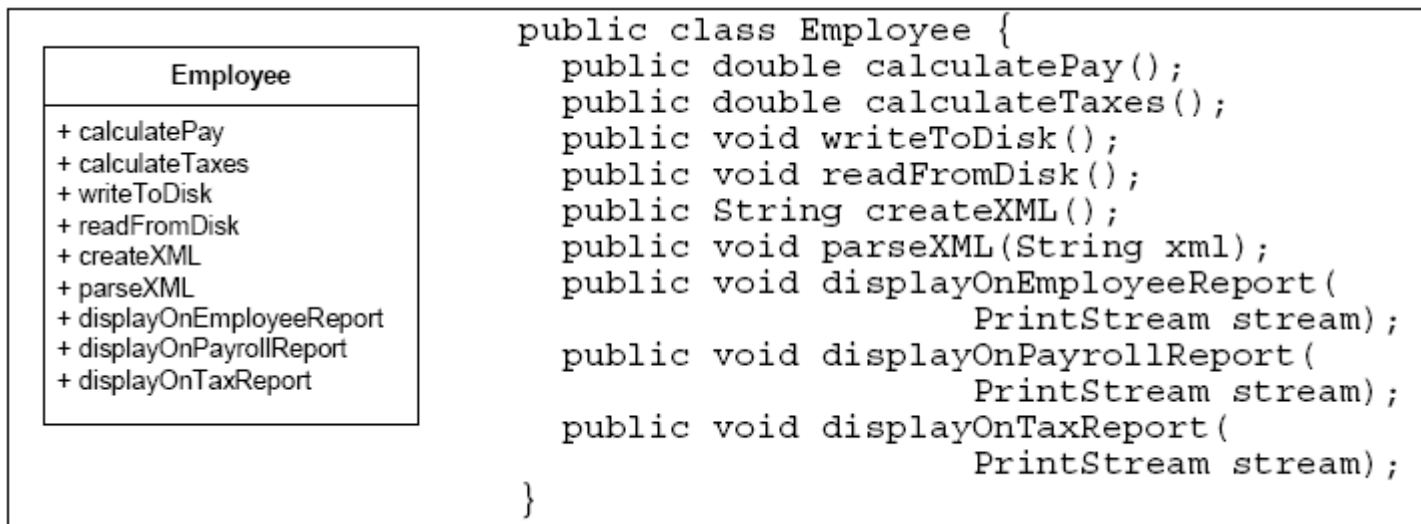 Employee
+ calculatePay
+ calculateTaxes
+ writeToDisk
+ readFromDisk
+ createXML
+ parseXML
+ displayOnEmployeeReport
+ displayOnPayrollReport
+ displayOnTaxReport
public class Employee {
  public double calculatePay();
  public double calculateTaxes();
  public void writeToDisk();
  public void readFromDisk();
  public String createXML();
  public void parseXML(String xml);
  public void displayOnEmployeeReport(
                     PrintStream stream);
  public void displayOnPayrollReport(
                     PrintStream stream);
  public void displayOnTaxReport(
                     PrintStream stream);
}